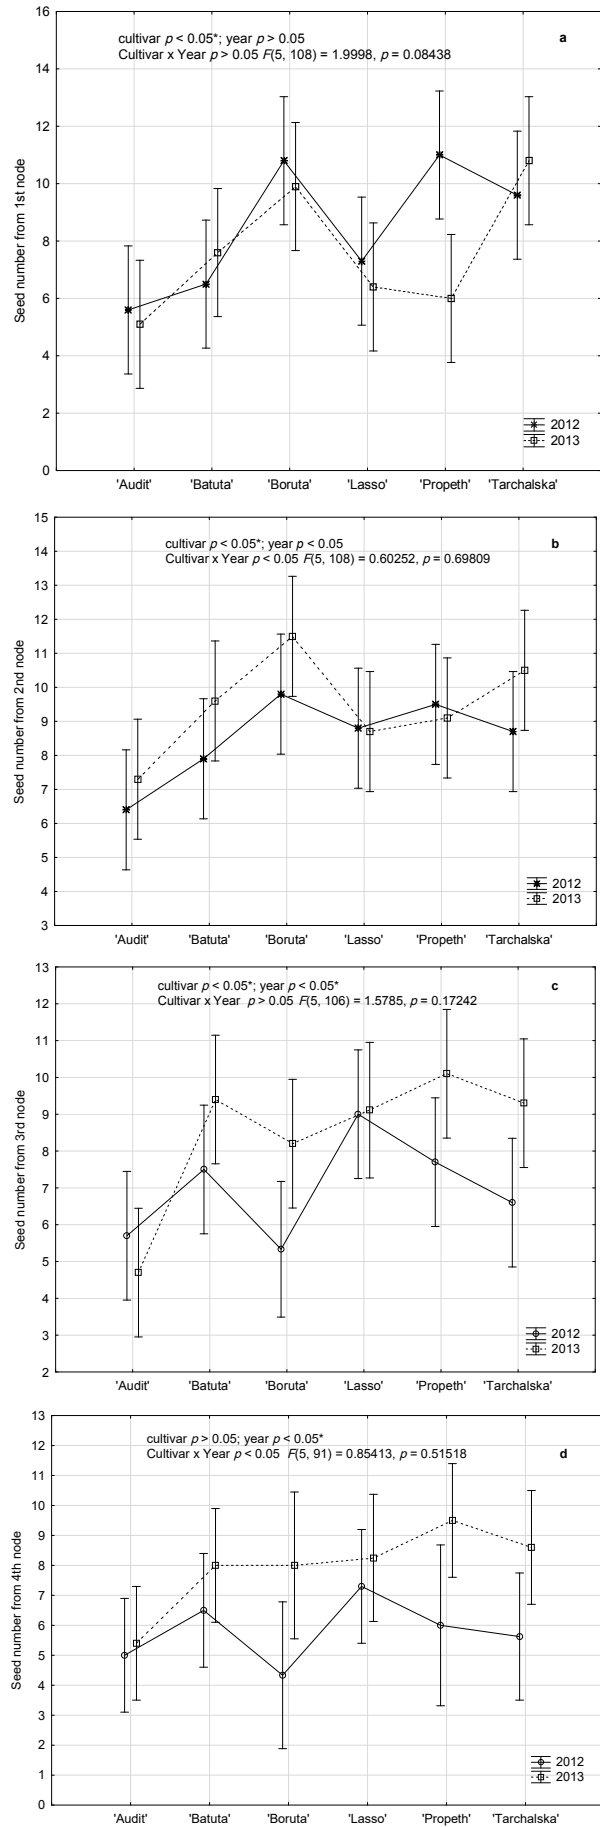 cultivar p < 0.05*; year p > 0.05
a
Cultivar x Year p > 0.05 F(5, 108) = 1.9998, p = 0.08438
Seed number from 1st node
16
14
12
10
8
6
4
2
0
2012
2013
'Audit' 'Batuta' 'Boruta' 'Lasso' 'Propeth' 'Tarchalska'
cultivar p < 0.05*; year p < 0.05
b
Cultivar x Year p < 0.05 F(5, 108) = 0.60252, p = 0.69809
Seed number from 2nd node
15
14
13
12
11
10
9
8
7
6
5
4
3
2012
2013
'Audit' 'Batuta' 'Boruta' 'Lasso' 'Propeth' 'Tarchalska'
cultivar p < 0.05*; year p < 0.05*
c
Cultivar x Year p > 0.05 F(5, 106) = 1.5785, p = 0.17242
Seed number from 3rd node
13
12
11
10
9
8
7
6
5
4
3
2
2012
2013
'Audit' 'Batuta' 'Boruta' 'Lasso' 'Propeth' 'Tarchalska'
cultivar p > 0.05; year p < 0.05*
Cultivar x Year p < 0.05 F(5, 91) = 0.85413, p = 0.51518
d
Seed number from 4th node
13
12
11
10
9
8
7
6
5
4
3
2
1
0
2012
2013
'Audit' 'Batuta' 'Boruta' 'Lasso' 'Propeth' 'Tarchalska'